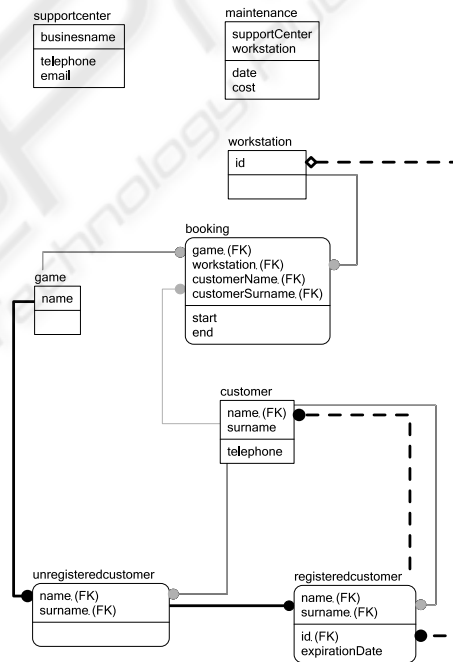 supportcenter
businesname
telephone
email
maintenance
supportCenter
workstation
date
cost
workstation
id
booking
game.(FK)
workstation.(FK)
customerName.(FK)
customerSurname.(FK)
start
end
game
name
customer
name.(FK)
surname
telephone
unregisteredcustomer
name.(FK)
surname.(FK)
registeredcustomer
name.(FK)
surname.(FK)
id.(FK)
expirationDate